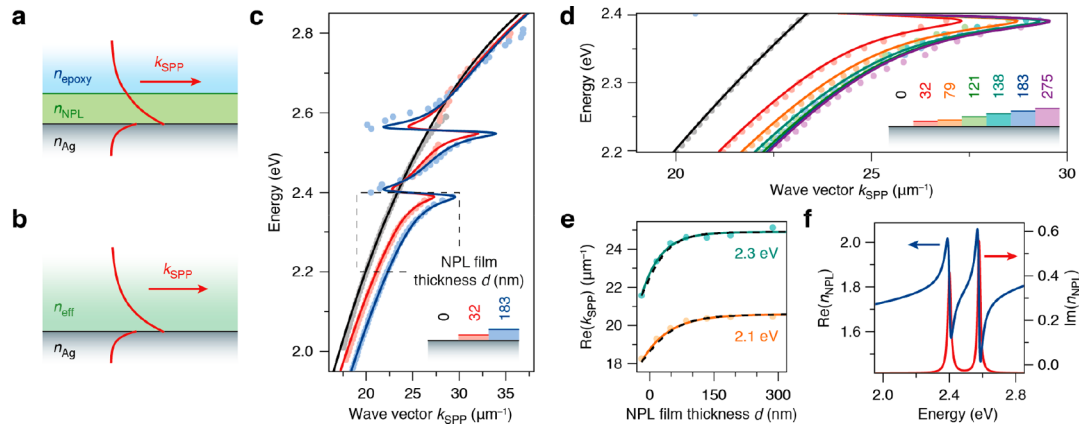 a
n_epoxy
k_SPP
n_NPL
n_Ag
b
k_SPP
n_eff
n_Ag
c
Energy (eV)
2.8
2.6
2.4
2.2
2.0
NPL film
thickness d (nm)
0
32
183
20
25
30
35
Wave vector k_SPP (μm⁻¹)
d
Energy (eV)
2.4
2.3
2.2
0
32
79
121
138
183
275
20
25
30
Wave vector k_SPP (μm⁻¹)
e
Re(k_SPP) (μm⁻¹)
26
24
22
20
18
2.3 eV
2.1 eV
0
150
300
NPL film thickness d (nm)
f
Re(n_NPL)
2.0
1.8
1.6
0.6
0.4
0.2
0.0
Im(n_NPL)
2.0
2.4
2.8
Energy (eV)